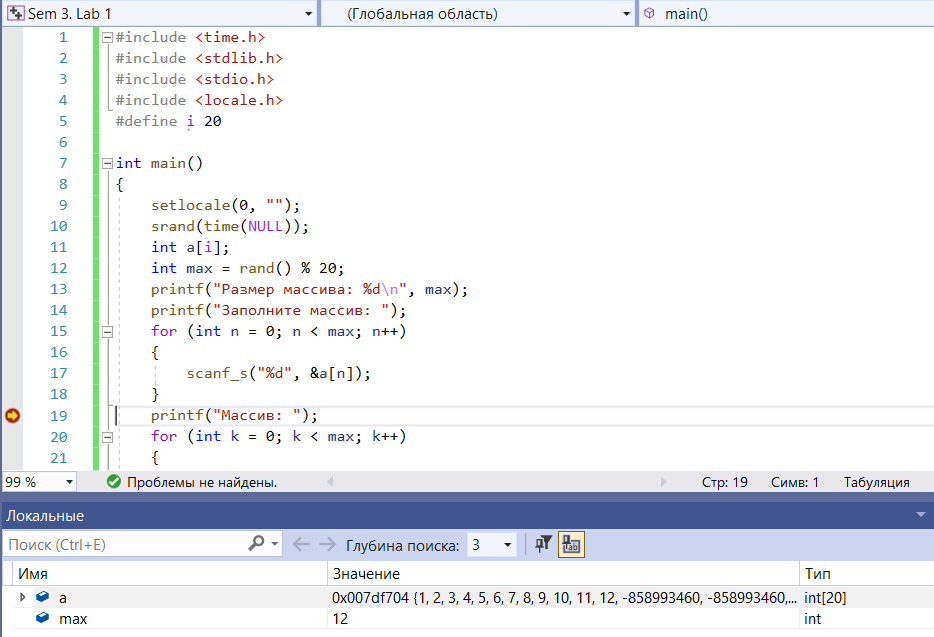 Sem 3. Lab 1 (Глобальная область) main()
1 #include <time.h>
2 #include <stdlib.h>
3 #include <stdio.h>
4 #include <locale.h>
5 #define i 20
6
7 int main()
8 {
9 setlocale(0, "");
10 srand(time(NULL));
11 int a[i];
12 int max = rand() % 20;
13 printf("Размер массива: %d\n", max);
14 printf("Заполните массив: ");
15 for (int n = 0; n < max; n++)
16 {
17 scanf_s("%d", &a[n]);
18 }
19 printf("Массив: ");
20 for (int k = 0; k < max; k++)
21 {
99 % Проблемы не найдены. Стр: 19 Симв: 1 Табуляция
Локальные
Поиск (Ctrl+E) Глубина поиска: 3
Имя Значение Тип
a 0x007df704 {1, 2, 3, 4, 5, 6, 7, 8, 9, 10, 11, 12, -858993460, -858993460,... int[20]
max 12 int